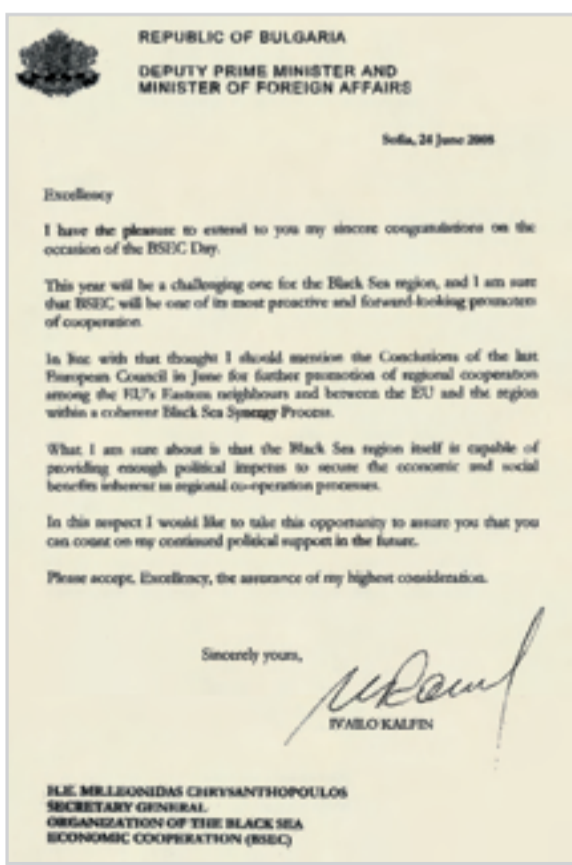 REPUBLIC OF BULGARIA
DEPUTY PRIME MINISTER AND
MINISTER OF FOREIGN AFFAIRS
Sofia, 24 June 2008
Excellency
I have the pleasure to extend to you my sincere congratulations on the
occasion of the BSEC Day.
This year will be a challenging one for the Black Sea region, and I am sure
that BSEC will be one of its most proactive and forward-looking promoters
of cooperation.
In line with that thought I should mention the Conclusions of the last
European Council in June for further promotion of regional cooperation
among the EU's Eastern neighbours and between the EU and the region
within a coherent Black Sea Synergy Process.
What I am sure about is that the Black Sea region itself is capable of
providing enough political impetus to secure the economic and social
benefits inherent in regional co-operation processes.
In this respect I would like to take this opportunity to assure you that you
can count on my continued political support in the future.
Please accept, Excellency, the assurance of my highest consideration.
Sincerely yours,
IVAILO KALFIN
H.E. MR.LEONIDAS CHRYSANTHOPOULOS
SECRETARY GENERAL
ORGANIZATION OF THE BLACK SEA
ECONOMIC COOPERATION (BSEC)